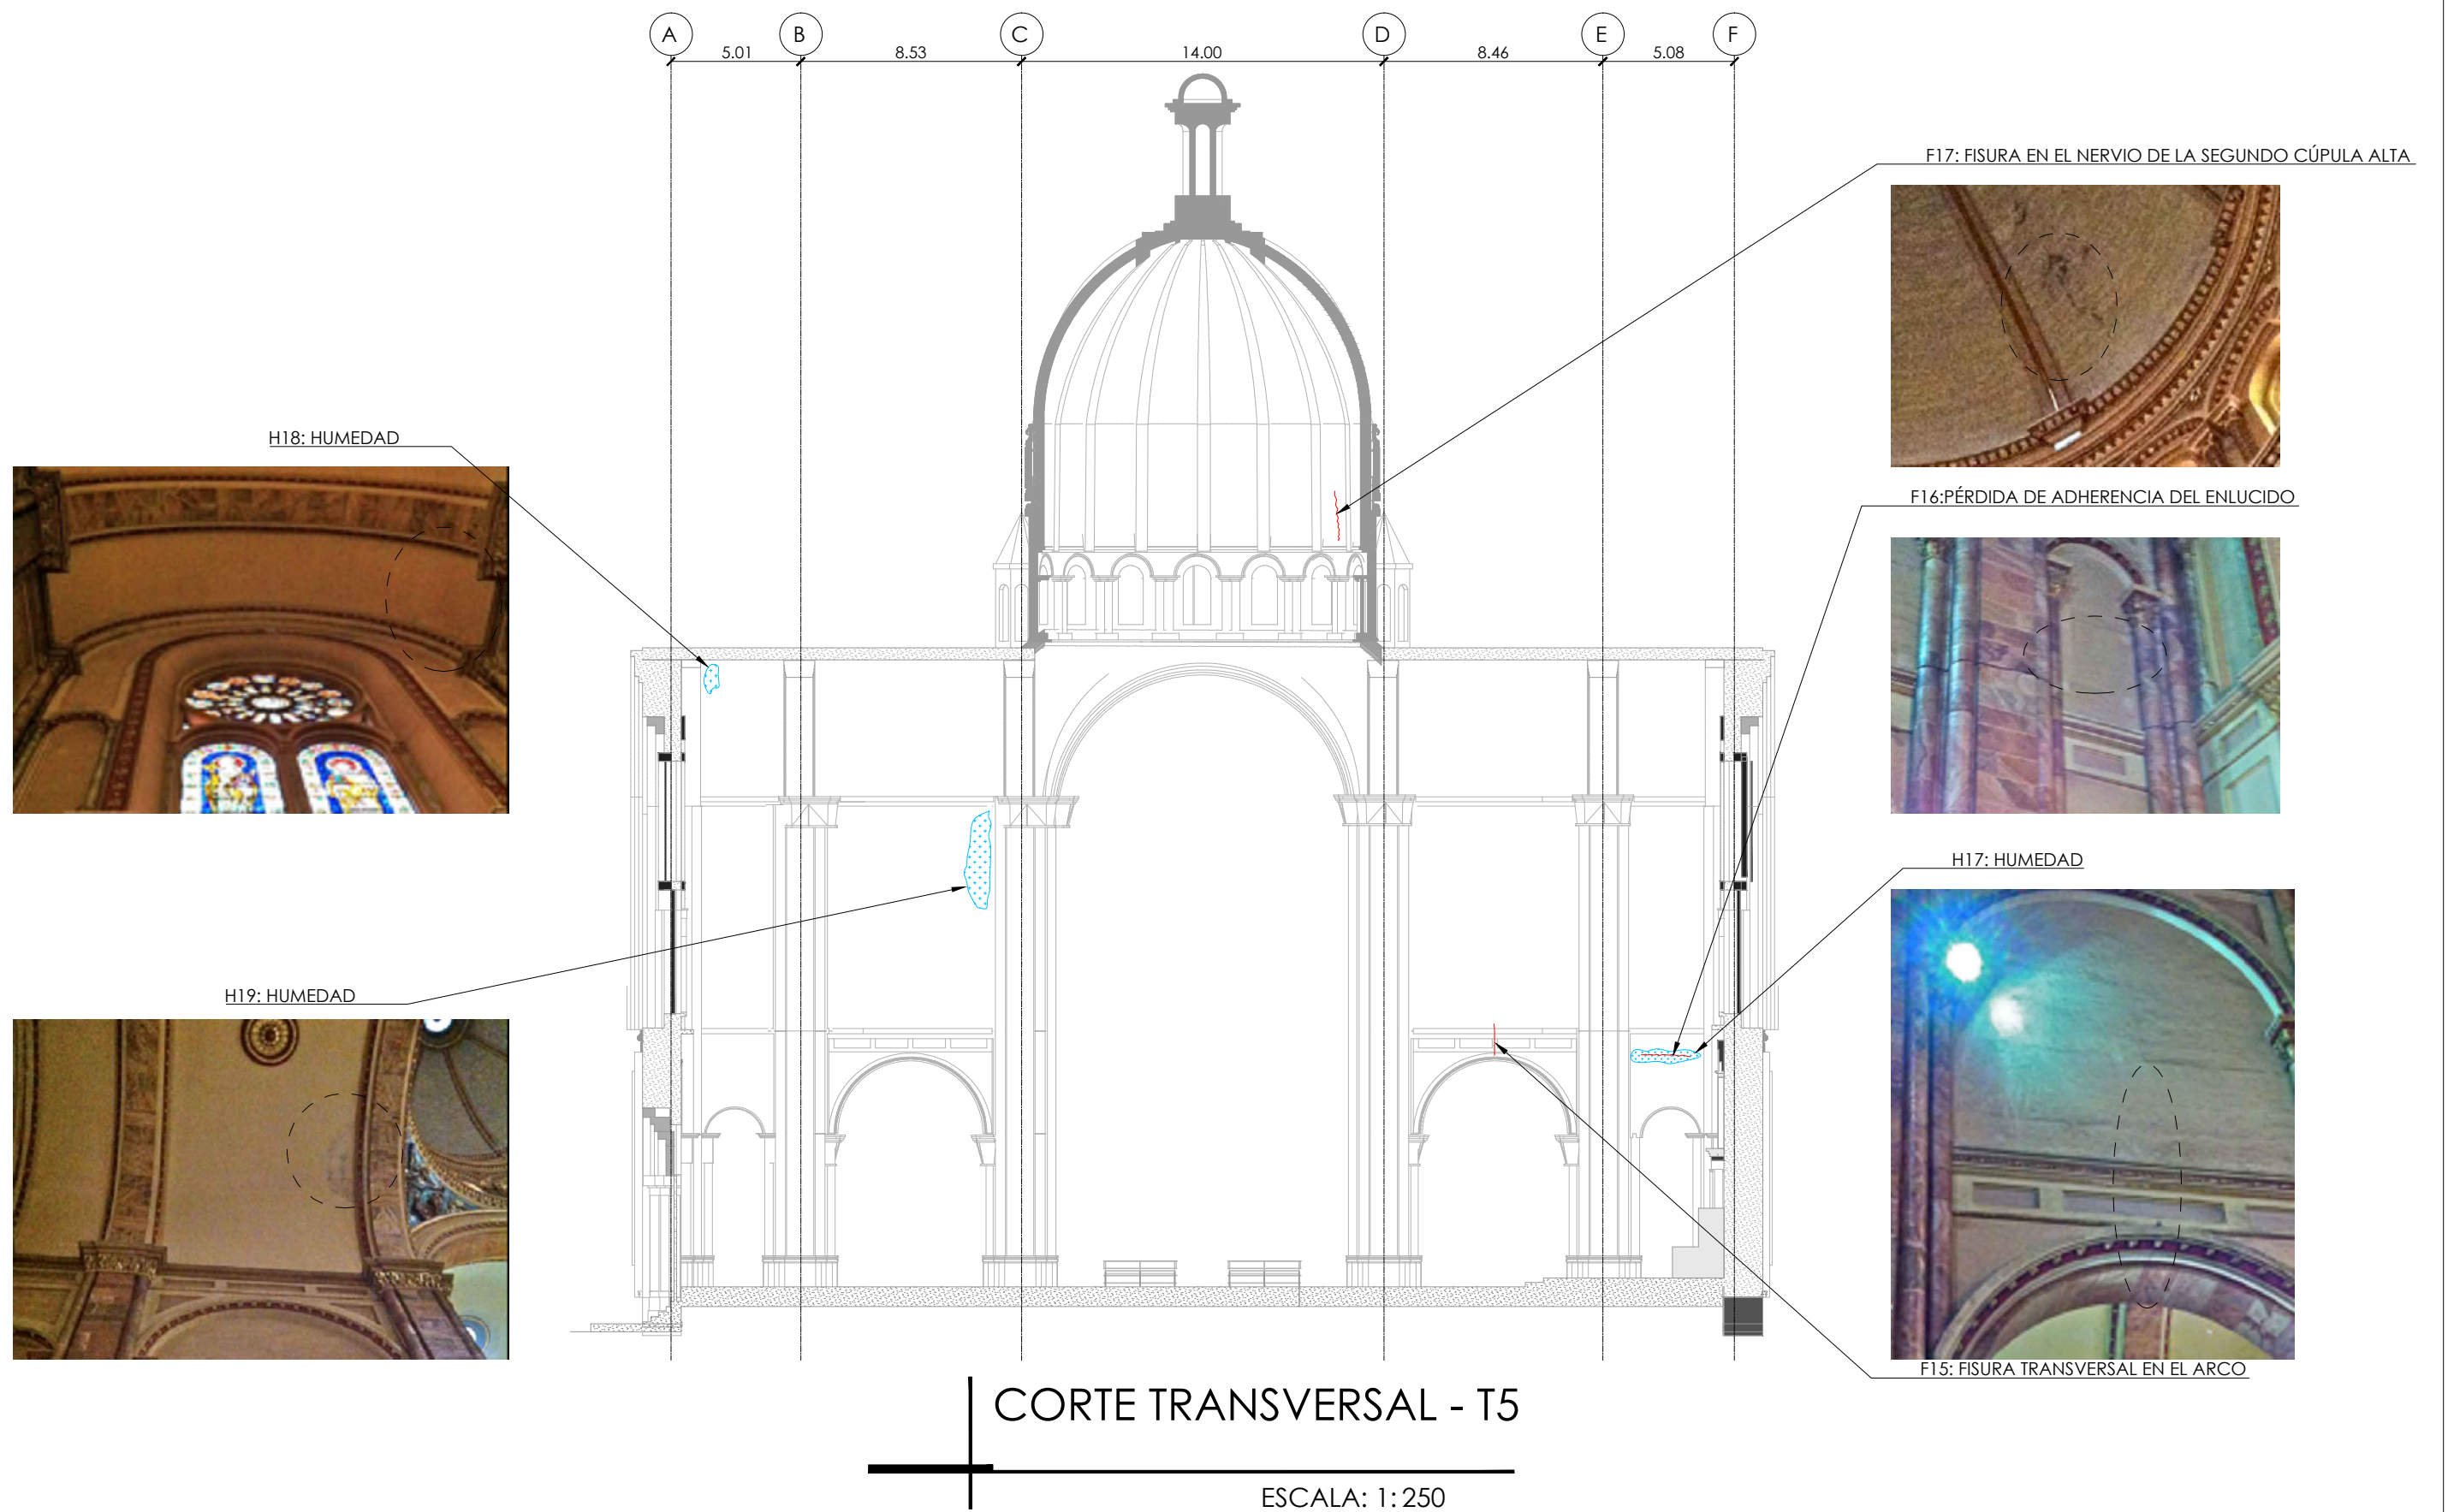 A B C D E F
5.01 8.53 14.00 8.46 5.08
F17: FISURA EN EL NERVIO DE LA SEGUNDO CÚPULA ALTA
H18: HUMEDAD
F16:PÉRDIDA DE ADHERENCIA DEL ENLUCIDO
H17: HUMEDAD
H19: HUMEDAD
F15: FISURA TRANSVERSAL EN EL ARCO
CORTE TRANSVERSAL - T5
ESCALA: 1:250